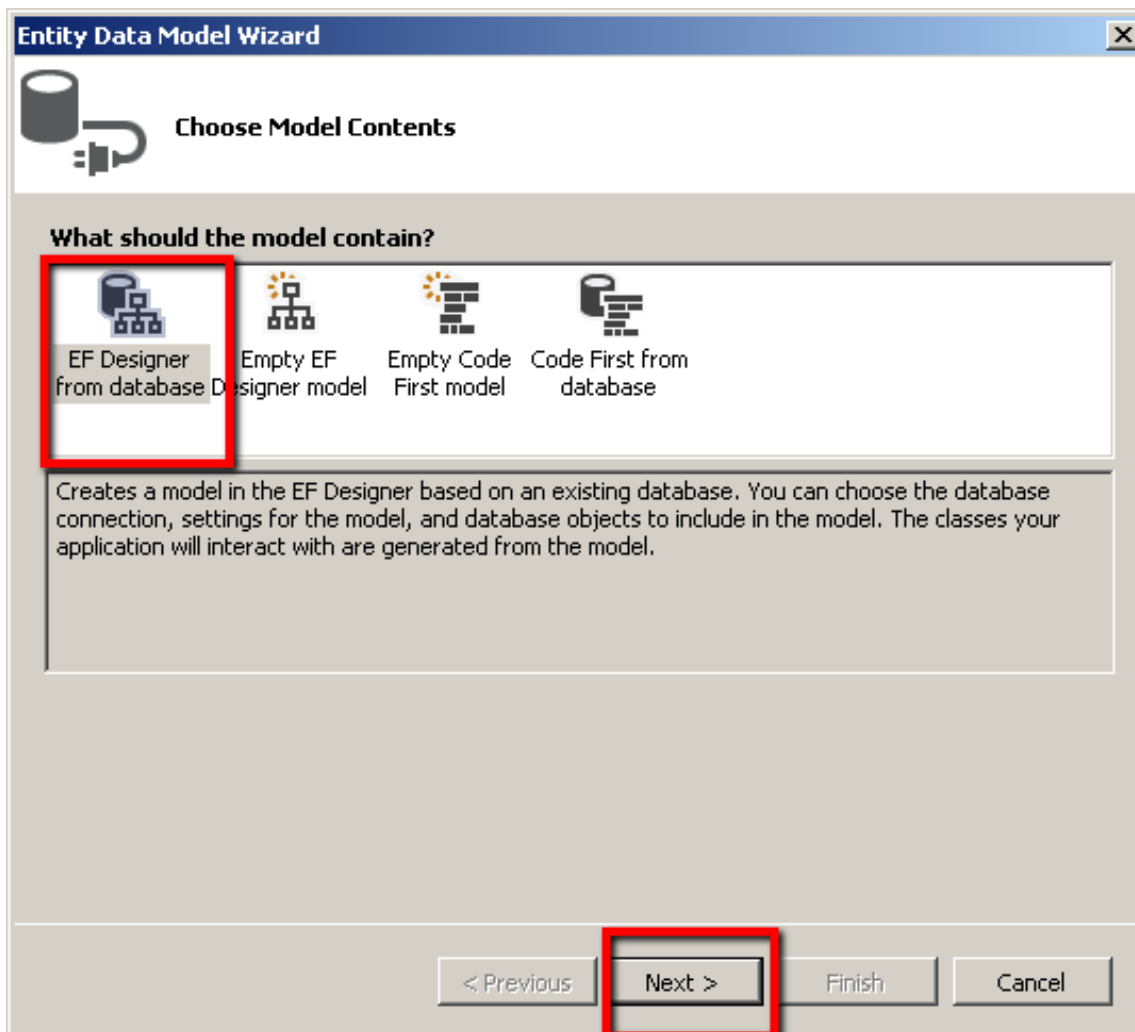 Entity Data Model Wizard
Choose Model Contents
What should the model contain?
EF Designer
from database
Empty EF
Designer model
Empty Code
First model
Code First from
database
Creates a model in the EF Designer based on an existing database. You can choose the database
connection, settings for the model, and database objects to include in the model. The classes your
application will interact with are generated from the model.
< Previous
Next >
Finish
Cancel